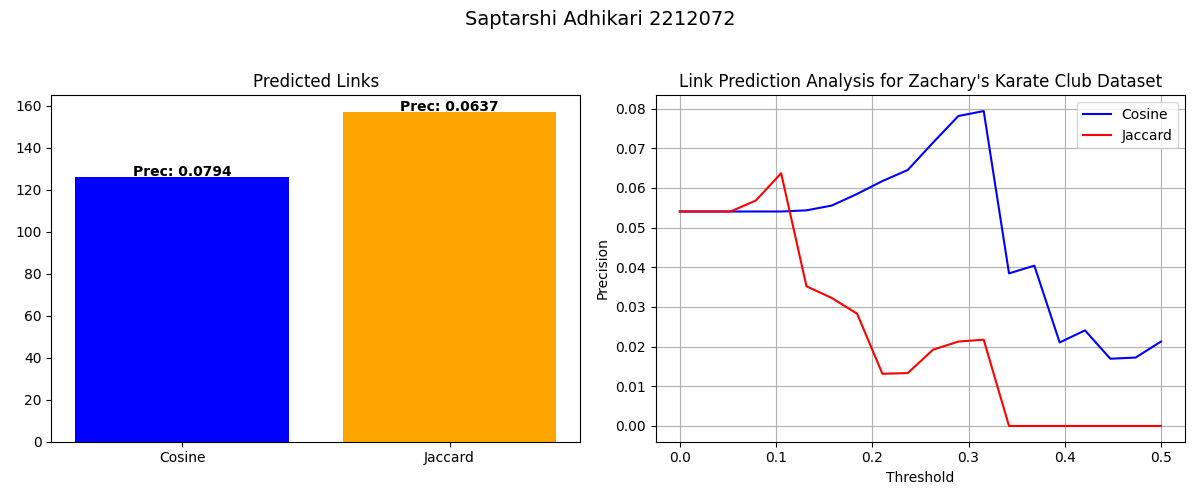 Saptarshi Adhikari 2212072
Predicted Links
160
140
120
100
80
60
40
20
0
Prec: 0.0794
Prec: 0.0637
Cosine
Jaccard
Link Prediction Analysis for Zachary's Karate Club Dataset
Precision
0.08
0.07
0.06
0.05
0.04
0.03
0.02
0.01
0.00
Cosine
Jaccard
0.0
0.1
0.2
0.3
0.4
0.5
Threshold